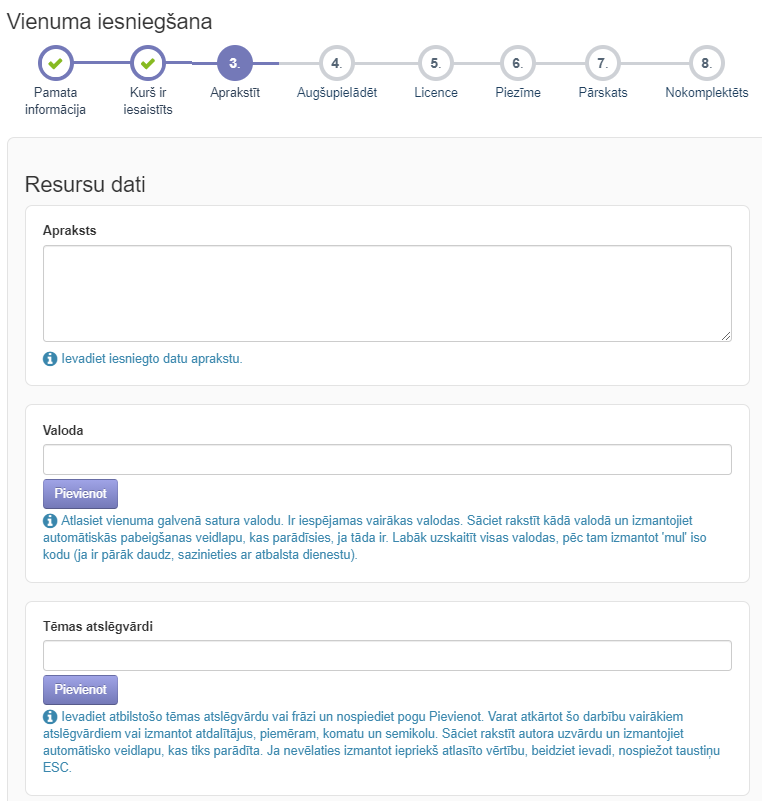 Vienuma iesniegšana
3. 4. 5. 6. 7. 8.
Pamata informācija
Kurš ir iesaistīts
Aprakstīt
Augšupielādēt
Licence
Piezīme
Pārskats
Nokomplektēts
Resursu dati
Apraksts
Ievadiet iesniegto datu aprakstu.
Valoda
Pievienot
Atlasiet vienuma galvenā satura valodu. Ir iespējamas vairākas valodas. Sāciet rakstīt kādā valodā un izmantojiet
automātiskās pabeigšanas veidlapu, kas parādīsies, ja tāda ir. Labāk uzskaitīt visas valodas, pēc tam izmantot 'mul' iso
kodu (ja ir pārāk daudz, sazinieties ar atbalsta dienestu).
Tēmas atslēgvārdi
Pievienot
Ievadiet atbilstošo tēmas atslēgvārdu vai frāzi un nospiediet pogu Pievienot. Varat atkārtot šo darbību vairākiem
atslēgvārdiem vai izmantot atdalītājus, piemēram, komatu un semikolu. Sāciet rakstīt autora uzvārdu un izmantojiet
automātisko veidlapu, kas tiks parādīta. Ja nevēlaties izmantot iepriekš atlasīto vērtību, beidziet ievadi, nospiežot taustiņu
ESC.